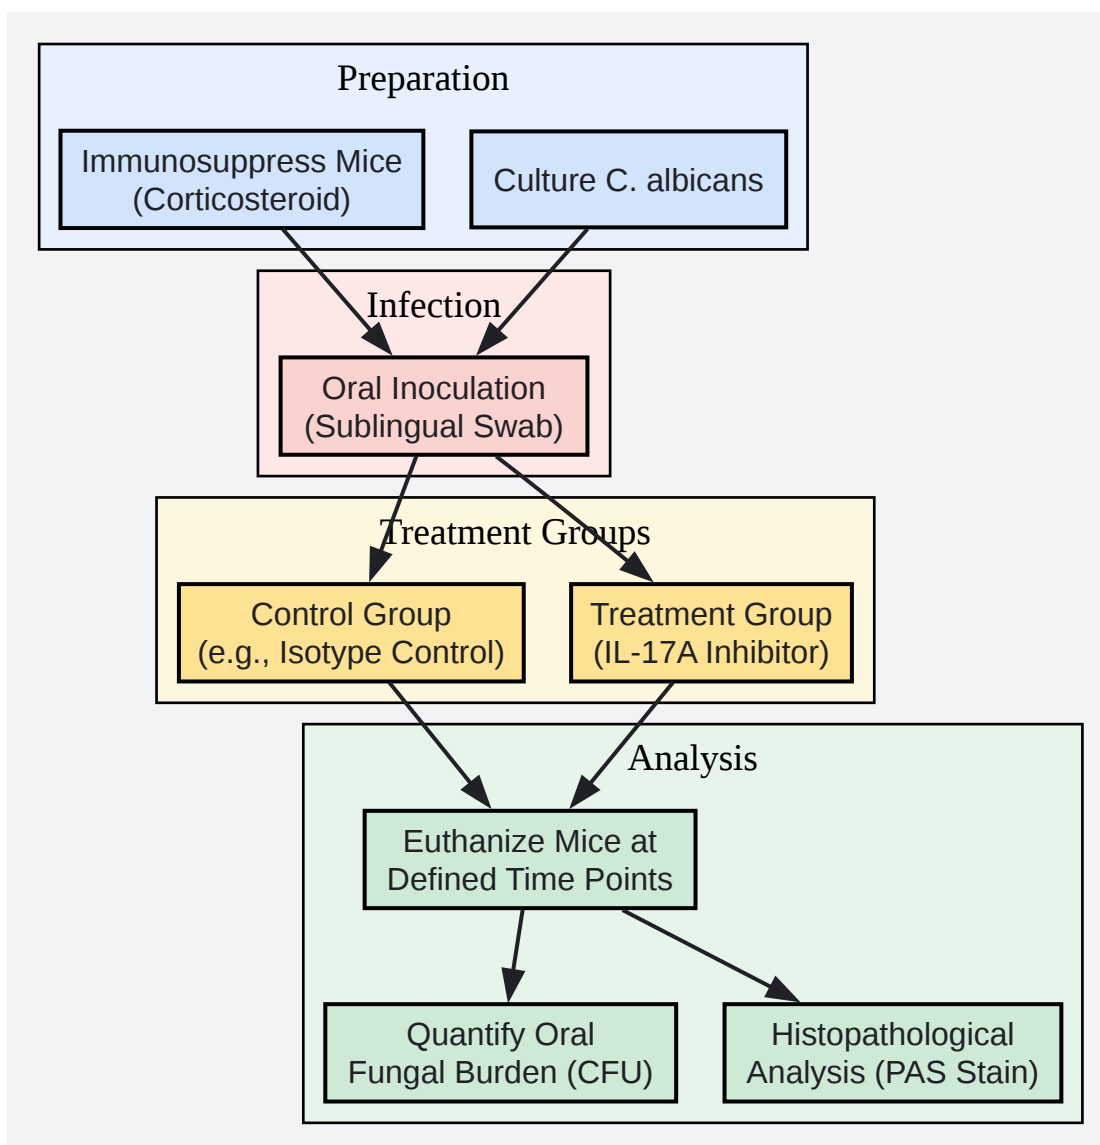 Preparation
Immunosuppress Mice
(Corticosteroid)
Culture C. albicans
Infection
Oral Inoculation
(Sublingual Swab)
Treatment Groups
Control Group
(e.g., Isotype Control)
Treatment Group
(IL-17A Inhibitor)
Analysis
Euthanize Mice at
Defined Time Points
Quantify Oral
Fungal Burden (CFU)
Histopathological
Analysis (PAS Stain)